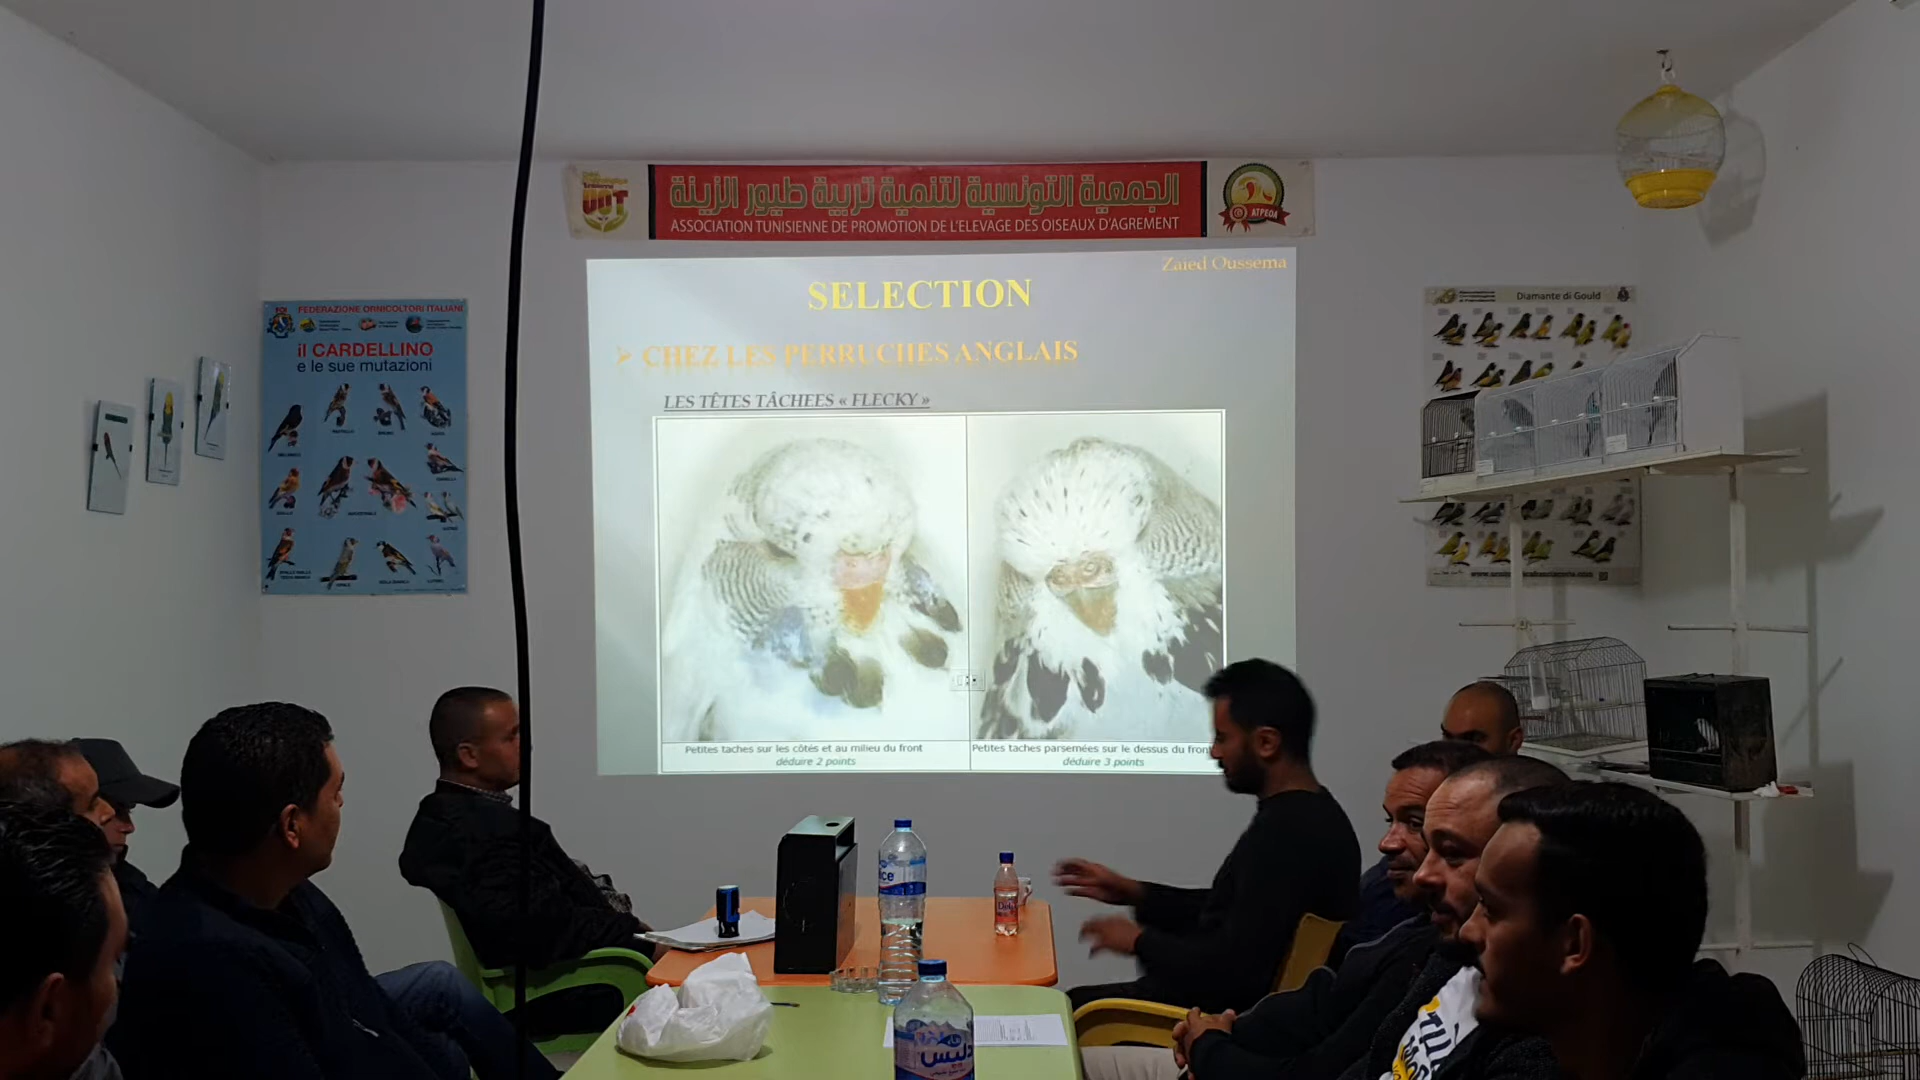 الجمعية التونسية لتنمية تربية طيور الزينة
ASSOCIATION TUNISIENNE DE PROMOTION DE L'ELEVAGE DES OISEAUX D'AGREMENT
UOT
ATPEOA
Zaied Oussema
SELECTION
CHEZ LES PERRUCHES ANGLAIS
LES TÊTES TÂCHEES « FLECKY »
Petites taches sur les côtés et au milieu du front
déduire 2 points
Petites taches parsemées sur le dessus du front
déduire 3 points
FEDERAZIONE ORNICOLTORI ITALIANI
FOI
il CARDELLINO
e le sue mutazioni
Diamante di Gould
دليس